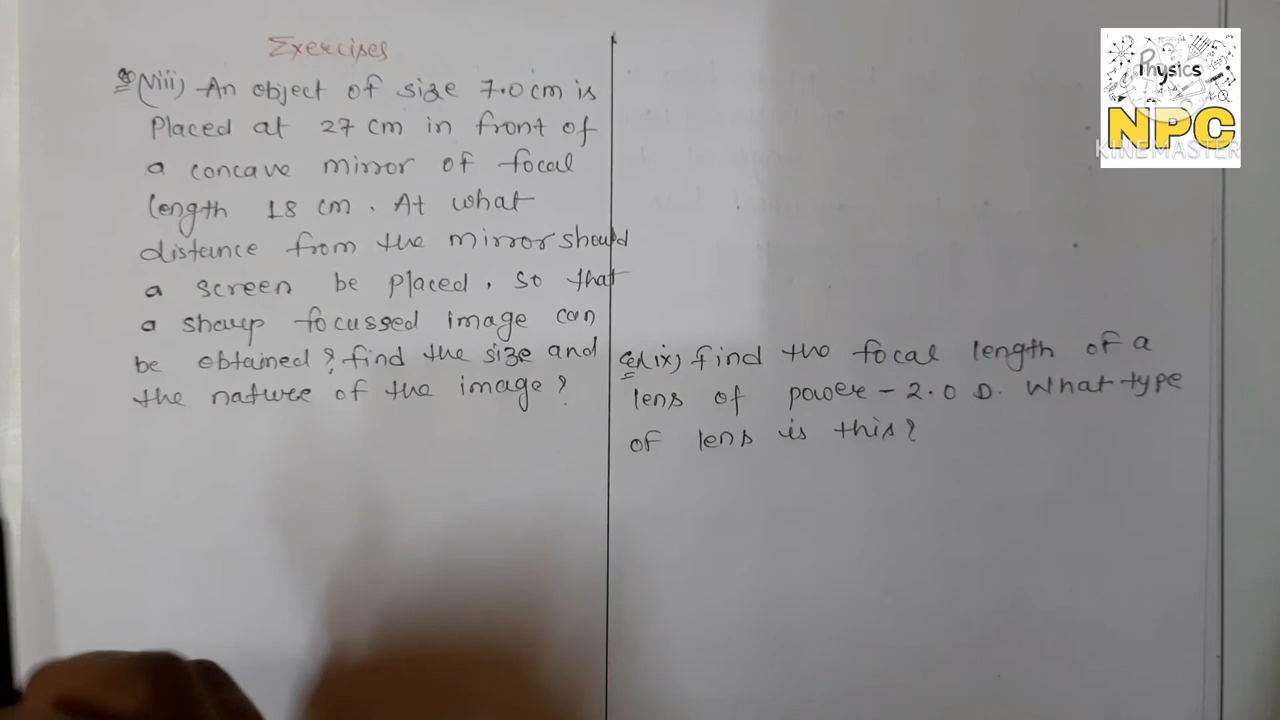 Exercises
Q(viii) An object of size 7.0 cm is
placed at 27 cm in front of
a concave mirror of focal
length 18 cm. At what
distance from the mirror should
a screen be placed, so that
a sharp focussed image can
be obtained? find the size and
the nature of the image?
Q(ix) find the focal length of a
lens of power -2.0 D. What type
of lens is this?
Physics
NPC
KINEMASTER